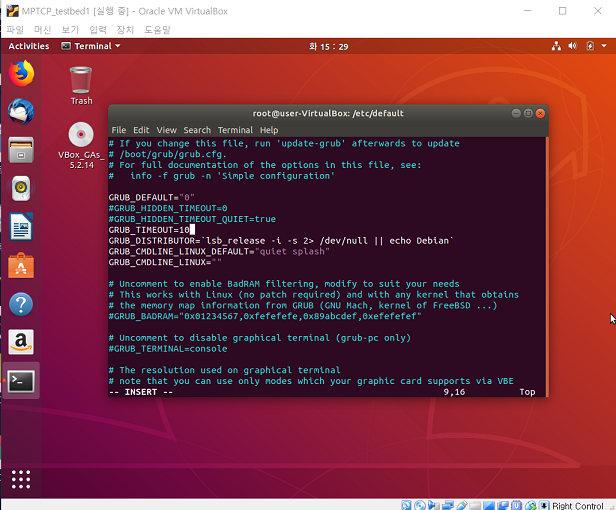 MPTCP_testbed1 [실행 중] - Oracle VM VirtualBox
파일 머신 보기 입력 장치 도움말
Activities Terminal 화 15 : 29
Trash
VBox_GAs_
5.2.14
root@user-VirtualBox: /etc/default
File Edit View Search Terminal Help
# If you change this file, run 'update-grub' afterwards to update
# /boot/grub/grub.cfg.
# For full documentation of the options in this file, see:
#   info -f grub -n 'Simple configuration'
GRUB_DEFAULT="0"
#GRUB_HIDDEN_TIMEOUT=0
#GRUB_HIDDEN_TIMEOUT_QUIET=true
GRUB_TIMEOUT=10
GRUB_DISTRIBUTOR=`lsb_release -i -s 2> /dev/null || echo Debian`
GRUB_CMDLINE_LINUX_DEFAULT="quiet splash"
GRUB_CMDLINE_LINUX=""
# Uncomment to enable BadRAM filtering, modify to suit your needs
# This works with Linux (no patch required) and with any kernel that obtains
# the memory map information from GRUB (GNU Mach, kernel of FreeBSD ...)
#GRUB_BADRAM="0x01234567,0xfefefefe,0x89abcdef,0xefefefef"
# Uncomment to disable graphical terminal (grub-pc only)
#GRUB_TERMINAL=console
# The resolution used on graphical terminal
# note that you can use only modes which your graphic card supports via VBE
-- INSERT -- 9,16 Top
Right Control